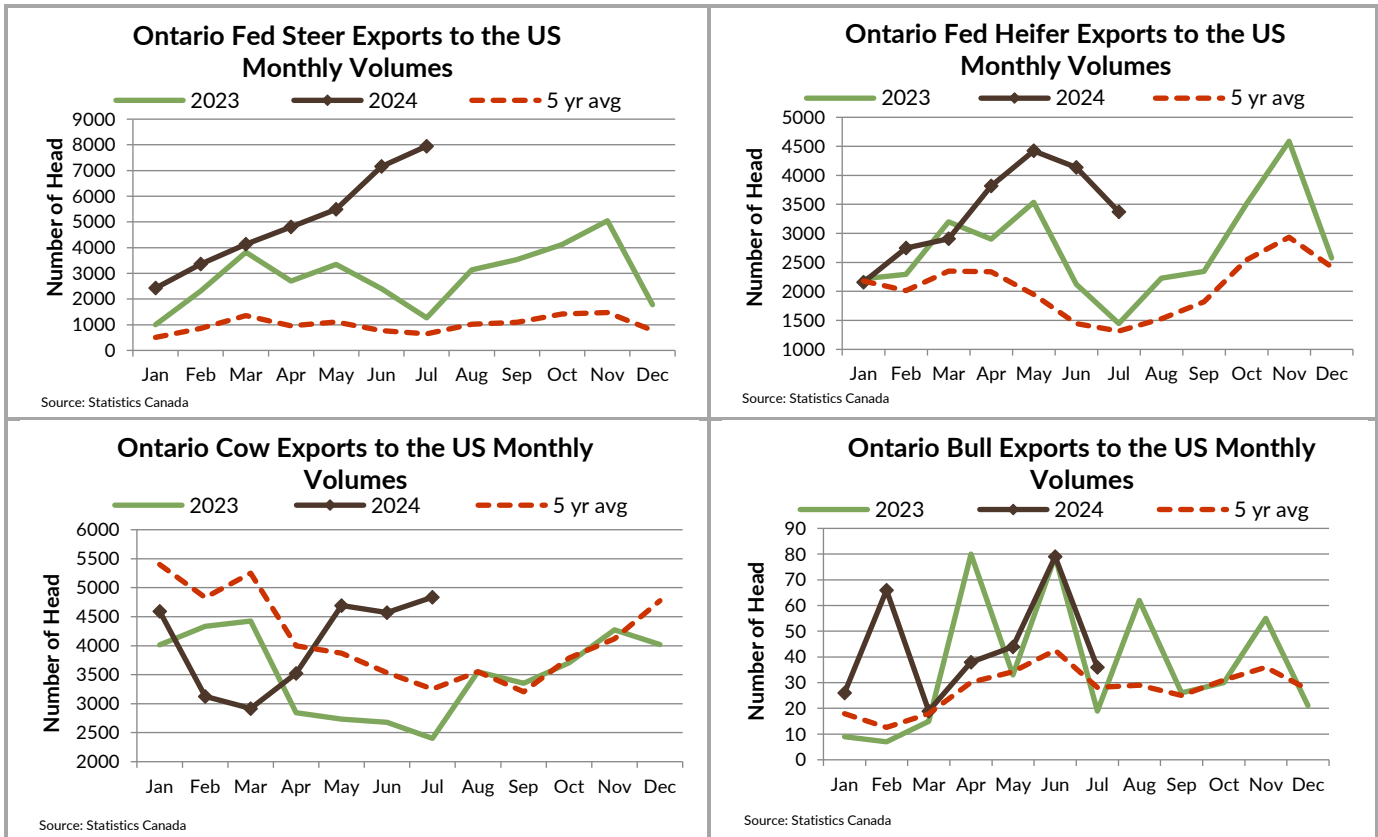 Ontario Fed Steer Exports to the US
Monthly Volumes
2023 2024 5 yr avg
Number of Head
9000
8000
7000
6000
5000
4000
3000
2000
1000
0
Jan Feb Mar Apr May Jun Jul Aug Sep Oct Nov Dec
Source: Statistics Canada
Ontario Fed Heifer Exports to the US
Monthly Volumes
2023 2024 5 yr avg
Number of Head
5000
4500
4000
3500
3000
2500
2000
1500
1000
Jan Feb Mar Apr May Jun Jul Aug Sep Oct Nov Dec
Source: Statistics Canada
Ontario Cow Exports to the US Monthly
Volumes
2023 2024 5 yr avg
Number of Head
6000
5500
5000
4500
4000
3500
3000
2500
2000
Jan Feb Mar Apr May Jun Jul Aug Sep Oct Nov Dec
Source: Statistics Canada
Ontario Bull Exports to the US Monthly
Volumes
2023 2024 5 yr avg
Number of Head
90
80
70
60
50
40
30
20
10
0
Jan Feb Mar Apr May Jun Jul Aug Sep Oct Nov Dec
Source: Statistics Canada